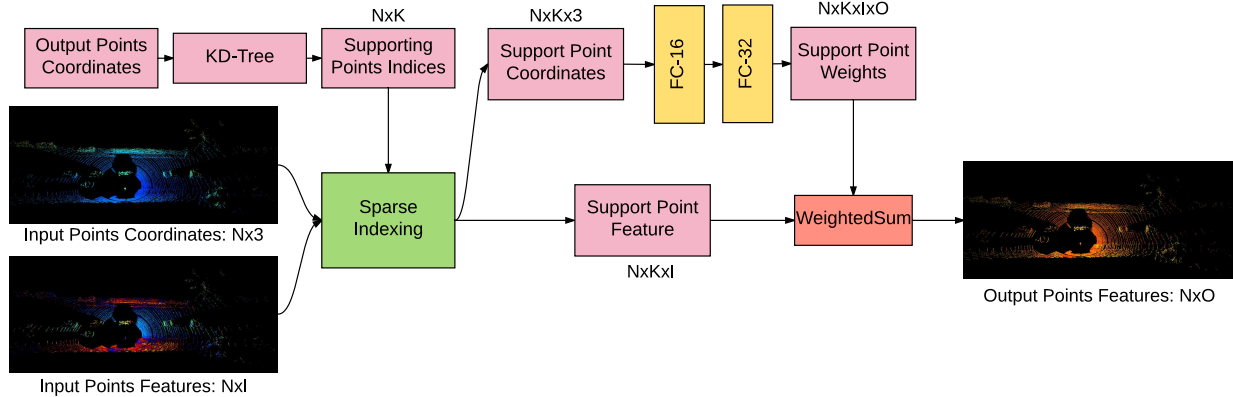 NxK
NxKx3
NxKxIxO
Output Points
Coordinates
KD-Tree
Supporting
Points Indices
Support Point
Coordinates
FC-16
FC-32
Support Point
Weights
Input Points Coordinates: Nx3
Sparse
Indexing
Support Point
Feature
NxKxI
WeightedSum
Output Points Features: NxO
Input Points Features: NxI